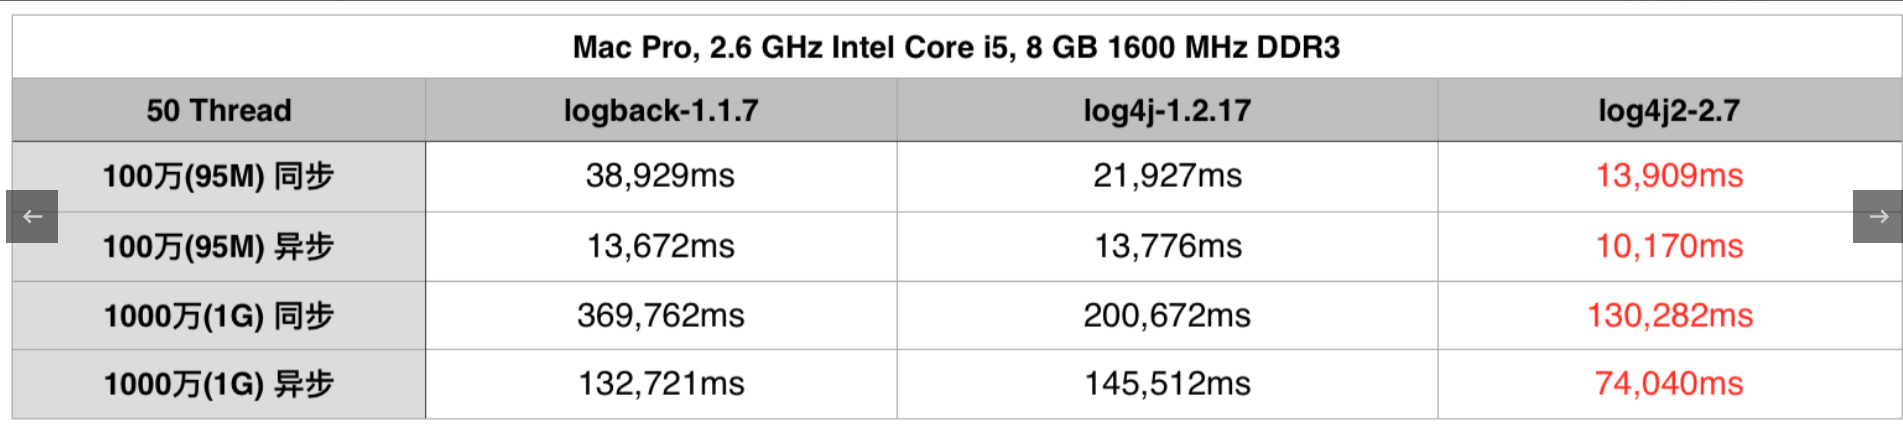 Mac Pro, 2.6 GHz Intel Core i5, 8 GB 1600 MHz DDR3
50 Thread logback-1.1.7 log4j-1.2.17 log4j2-2.7
100万(95M) 同步 38,929ms 21,927ms 13,909ms
100万(95M) 异步 13,672ms 13,776ms 10,170ms
1000万(1G) 同步 369,762ms 200,672ms 130,282ms
1000万(1G) 异步 132,721ms 145,512ms 74,040ms